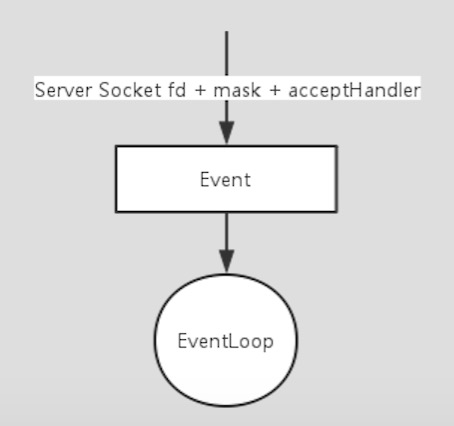 Server Socket fd + mask + acceptHandler
Event
EventLoop